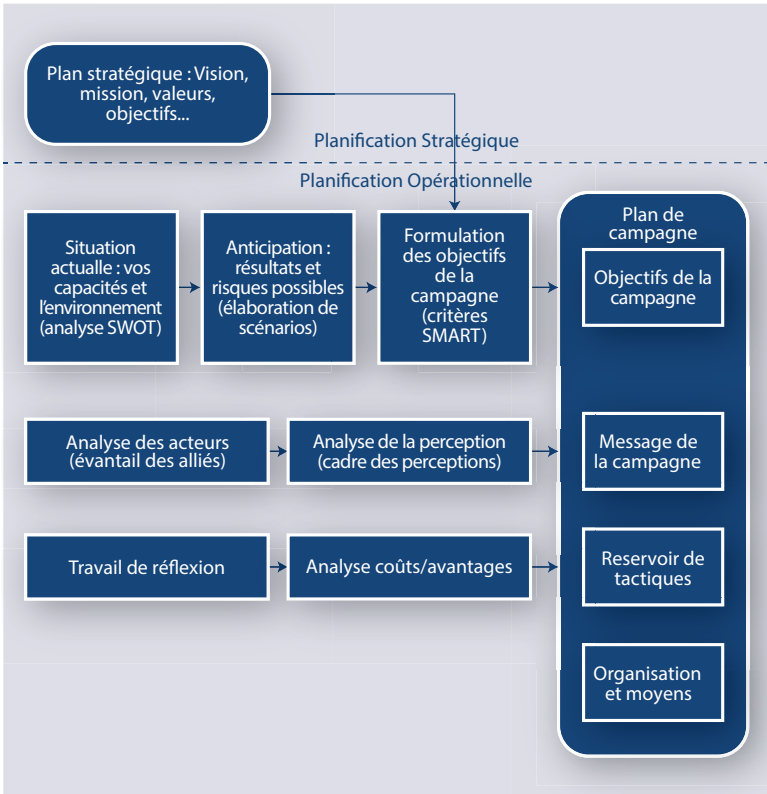 Plan stratégique : Vision,
mission, valeurs,
objectifs...
Planification Stratégique
Planification Opérationnelle
Situation
actualle : vos
capacités et
l'environnement
(analyse SWOT)
Anticipation :
résultats et
risques possibles
(élaboration de
scénarios)
Formulation
des objectifs
de la
campagne
(critères
SMART)
Plan de
campagne
Objectifs de la
campagne
Analyse des acteurs
(évantail des alliés)
Analyse de la perception
(cadre des perceptions)
Message de
la campagne
Travail de réflexion
Analyse coûts/avantages
Reservoir de
tactiques
Organisation
et moyens